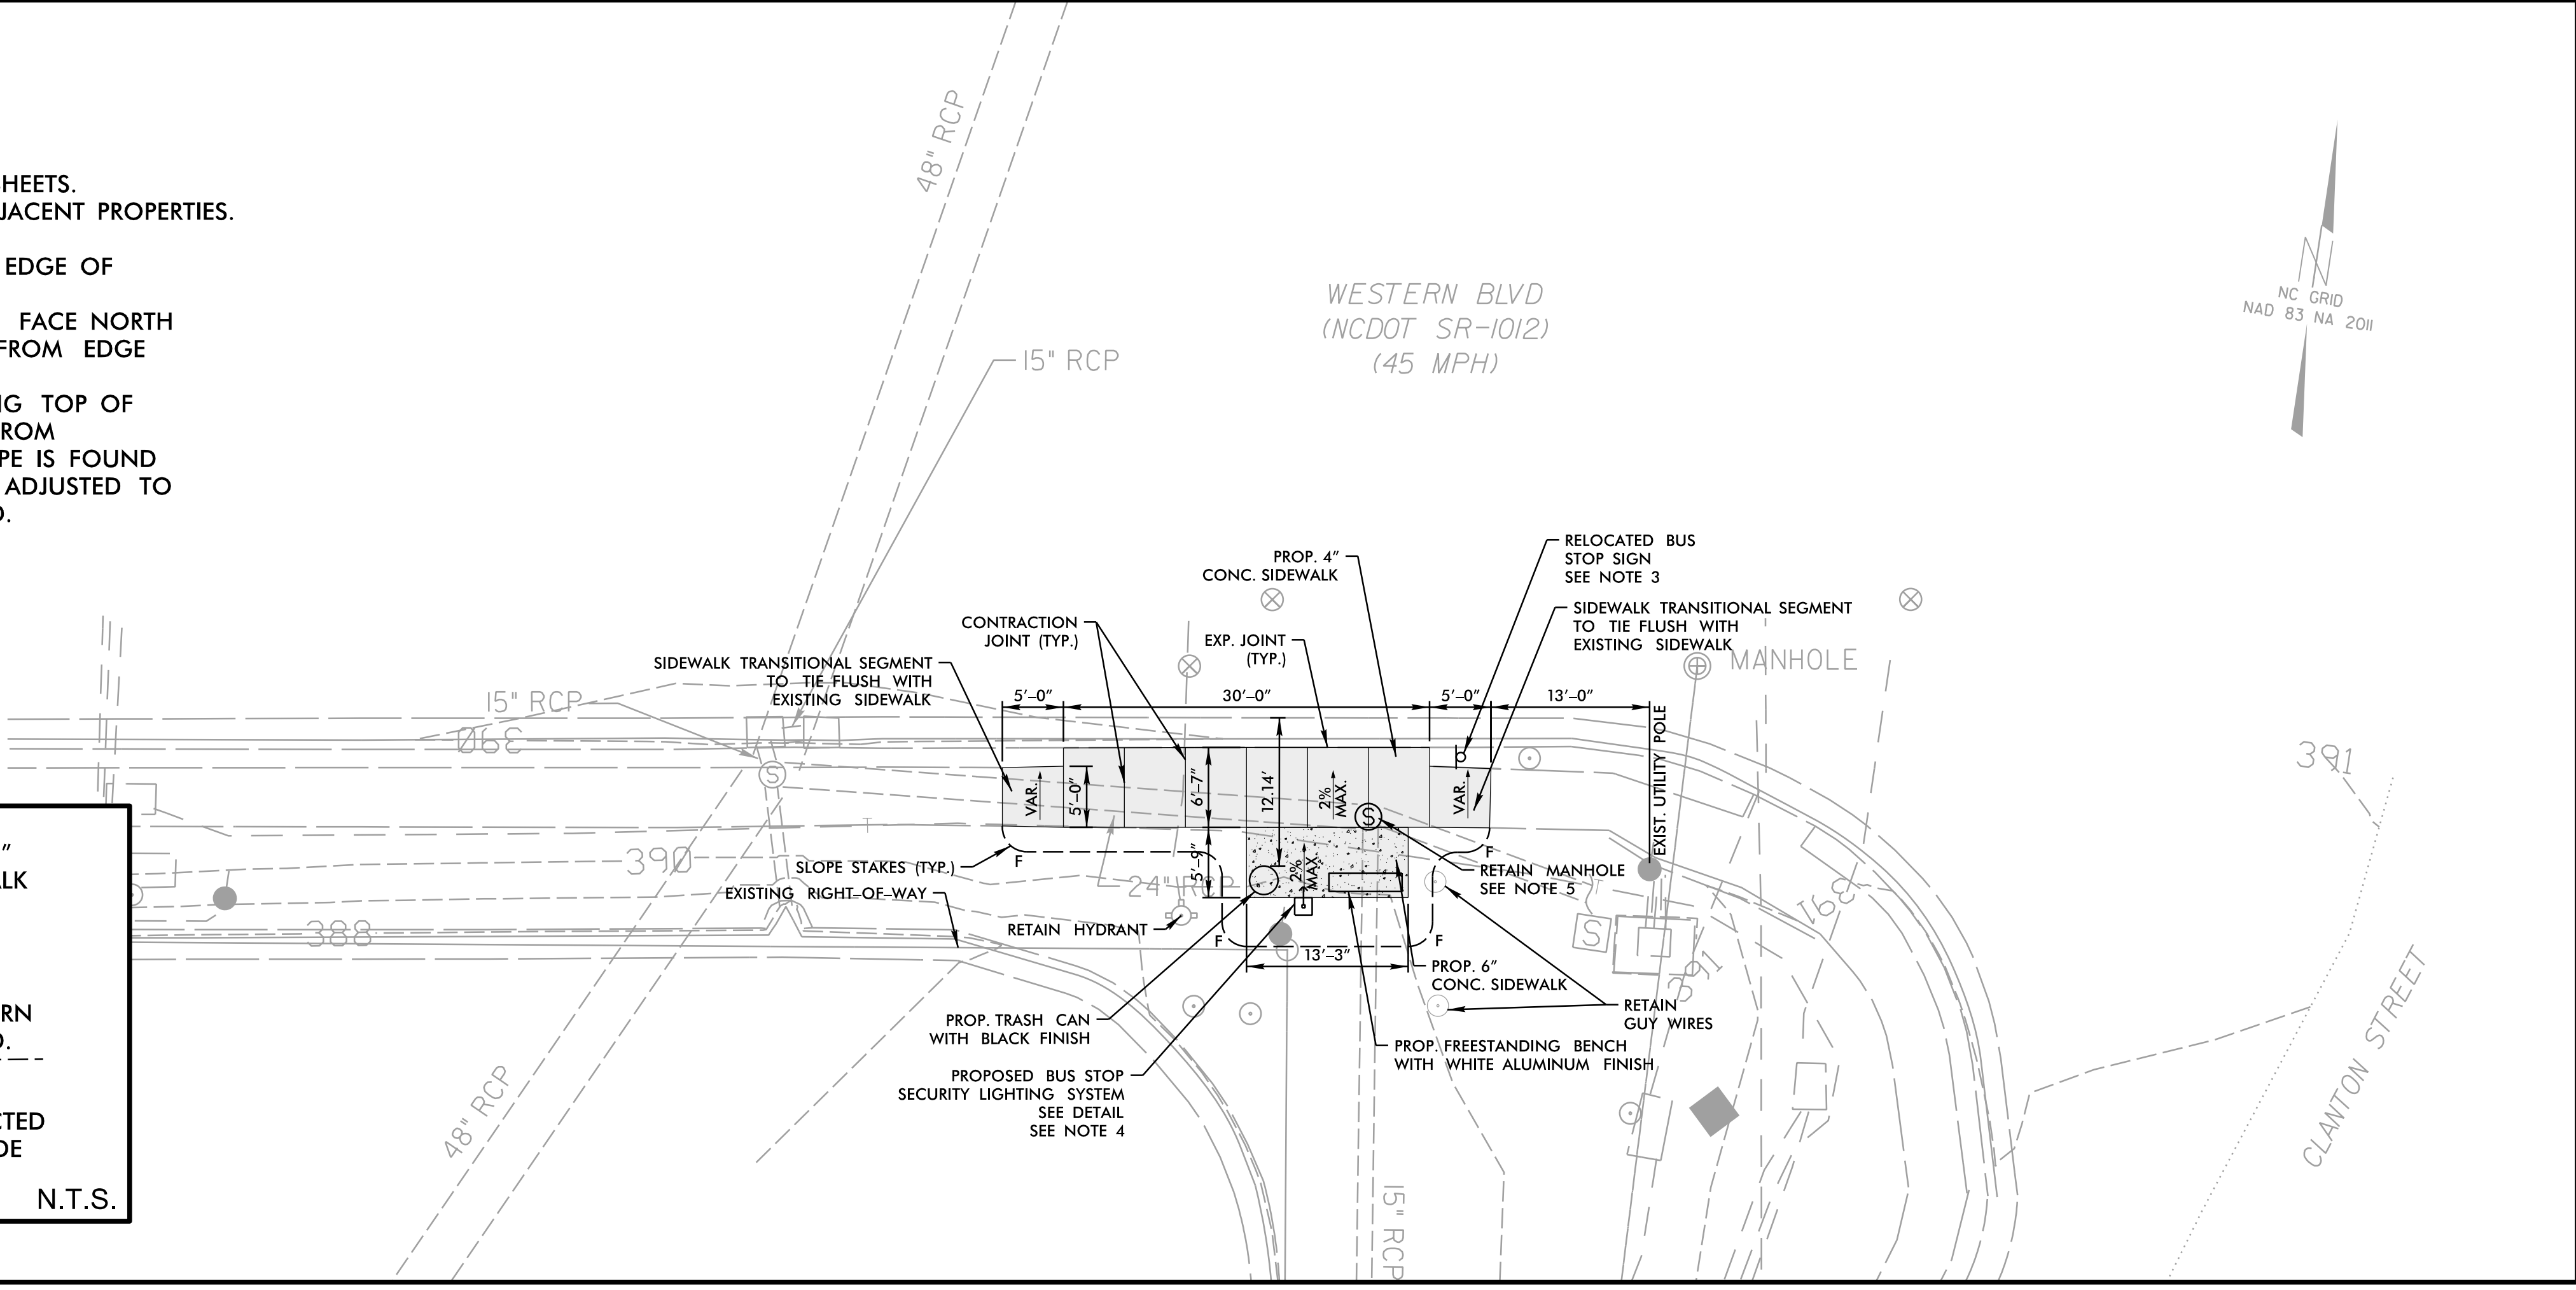 SHEETS.
JACENT PROPERTIES.
EDGE OF
FACE NORTH
FROM EDGE
TOP OF
ROM
PE IS FOUND
ADJUSTED TO
48" RCP
15" RCP
WESTERN BLVD
(NCDOT SR-1012)
(45 MPH)
N
NC GRID
NAD 83 NA 2011
RELOCATED BUS
STOP SIGN
SEE NOTE 3
PROP. 4"
CONC. SIDEWALK
SIDEWALK TRANSITIONAL SEGMENT
TO TIE FLUSH WITH
EXISTING SIDEWALK
CONTRACTION
JOINT (TYP.)
EXP. JOINT
(TYP.)
SIDEWALK TRANSITIONAL SEGMENT
TO TIE FLUSH WITH
EXISTING SIDEWALK
MANHOLE
15" RCP
5'-0"
30'-0"
5'-0"
13'-0"
390
391
EXIST. UTILITY POLE
S
VAR.
5'-0"
6'-7"
12.14'
2%
MAX.
S
VAR.
390
SLOPE STAKES (TYP.)
F
5'-9"
2%
MAX.
F
RETAIN MANHOLE
SEE NOTE 5
24" RCP
EXISTING RIGHT-OF-WAY
391
388
RETAIN HYDRANT
F
F
S
13'-3"
PROP. 6"
CONC. SIDEWALK
391
RETAIN
GUY WIRES
PROP. TRASH CAN
WITH BLACK FINISH
PROP. FREESTANDING BENCH
WITH WHITE ALUMINUM FINISH
PROPOSED BUS STOP
SECURITY LIGHTING SYSTEM
SEE DETAIL
SEE NOTE 4
48" RCP
15" RCP
CLANTON STREET
"
LK
RN
CTED
DE
N.T.S.